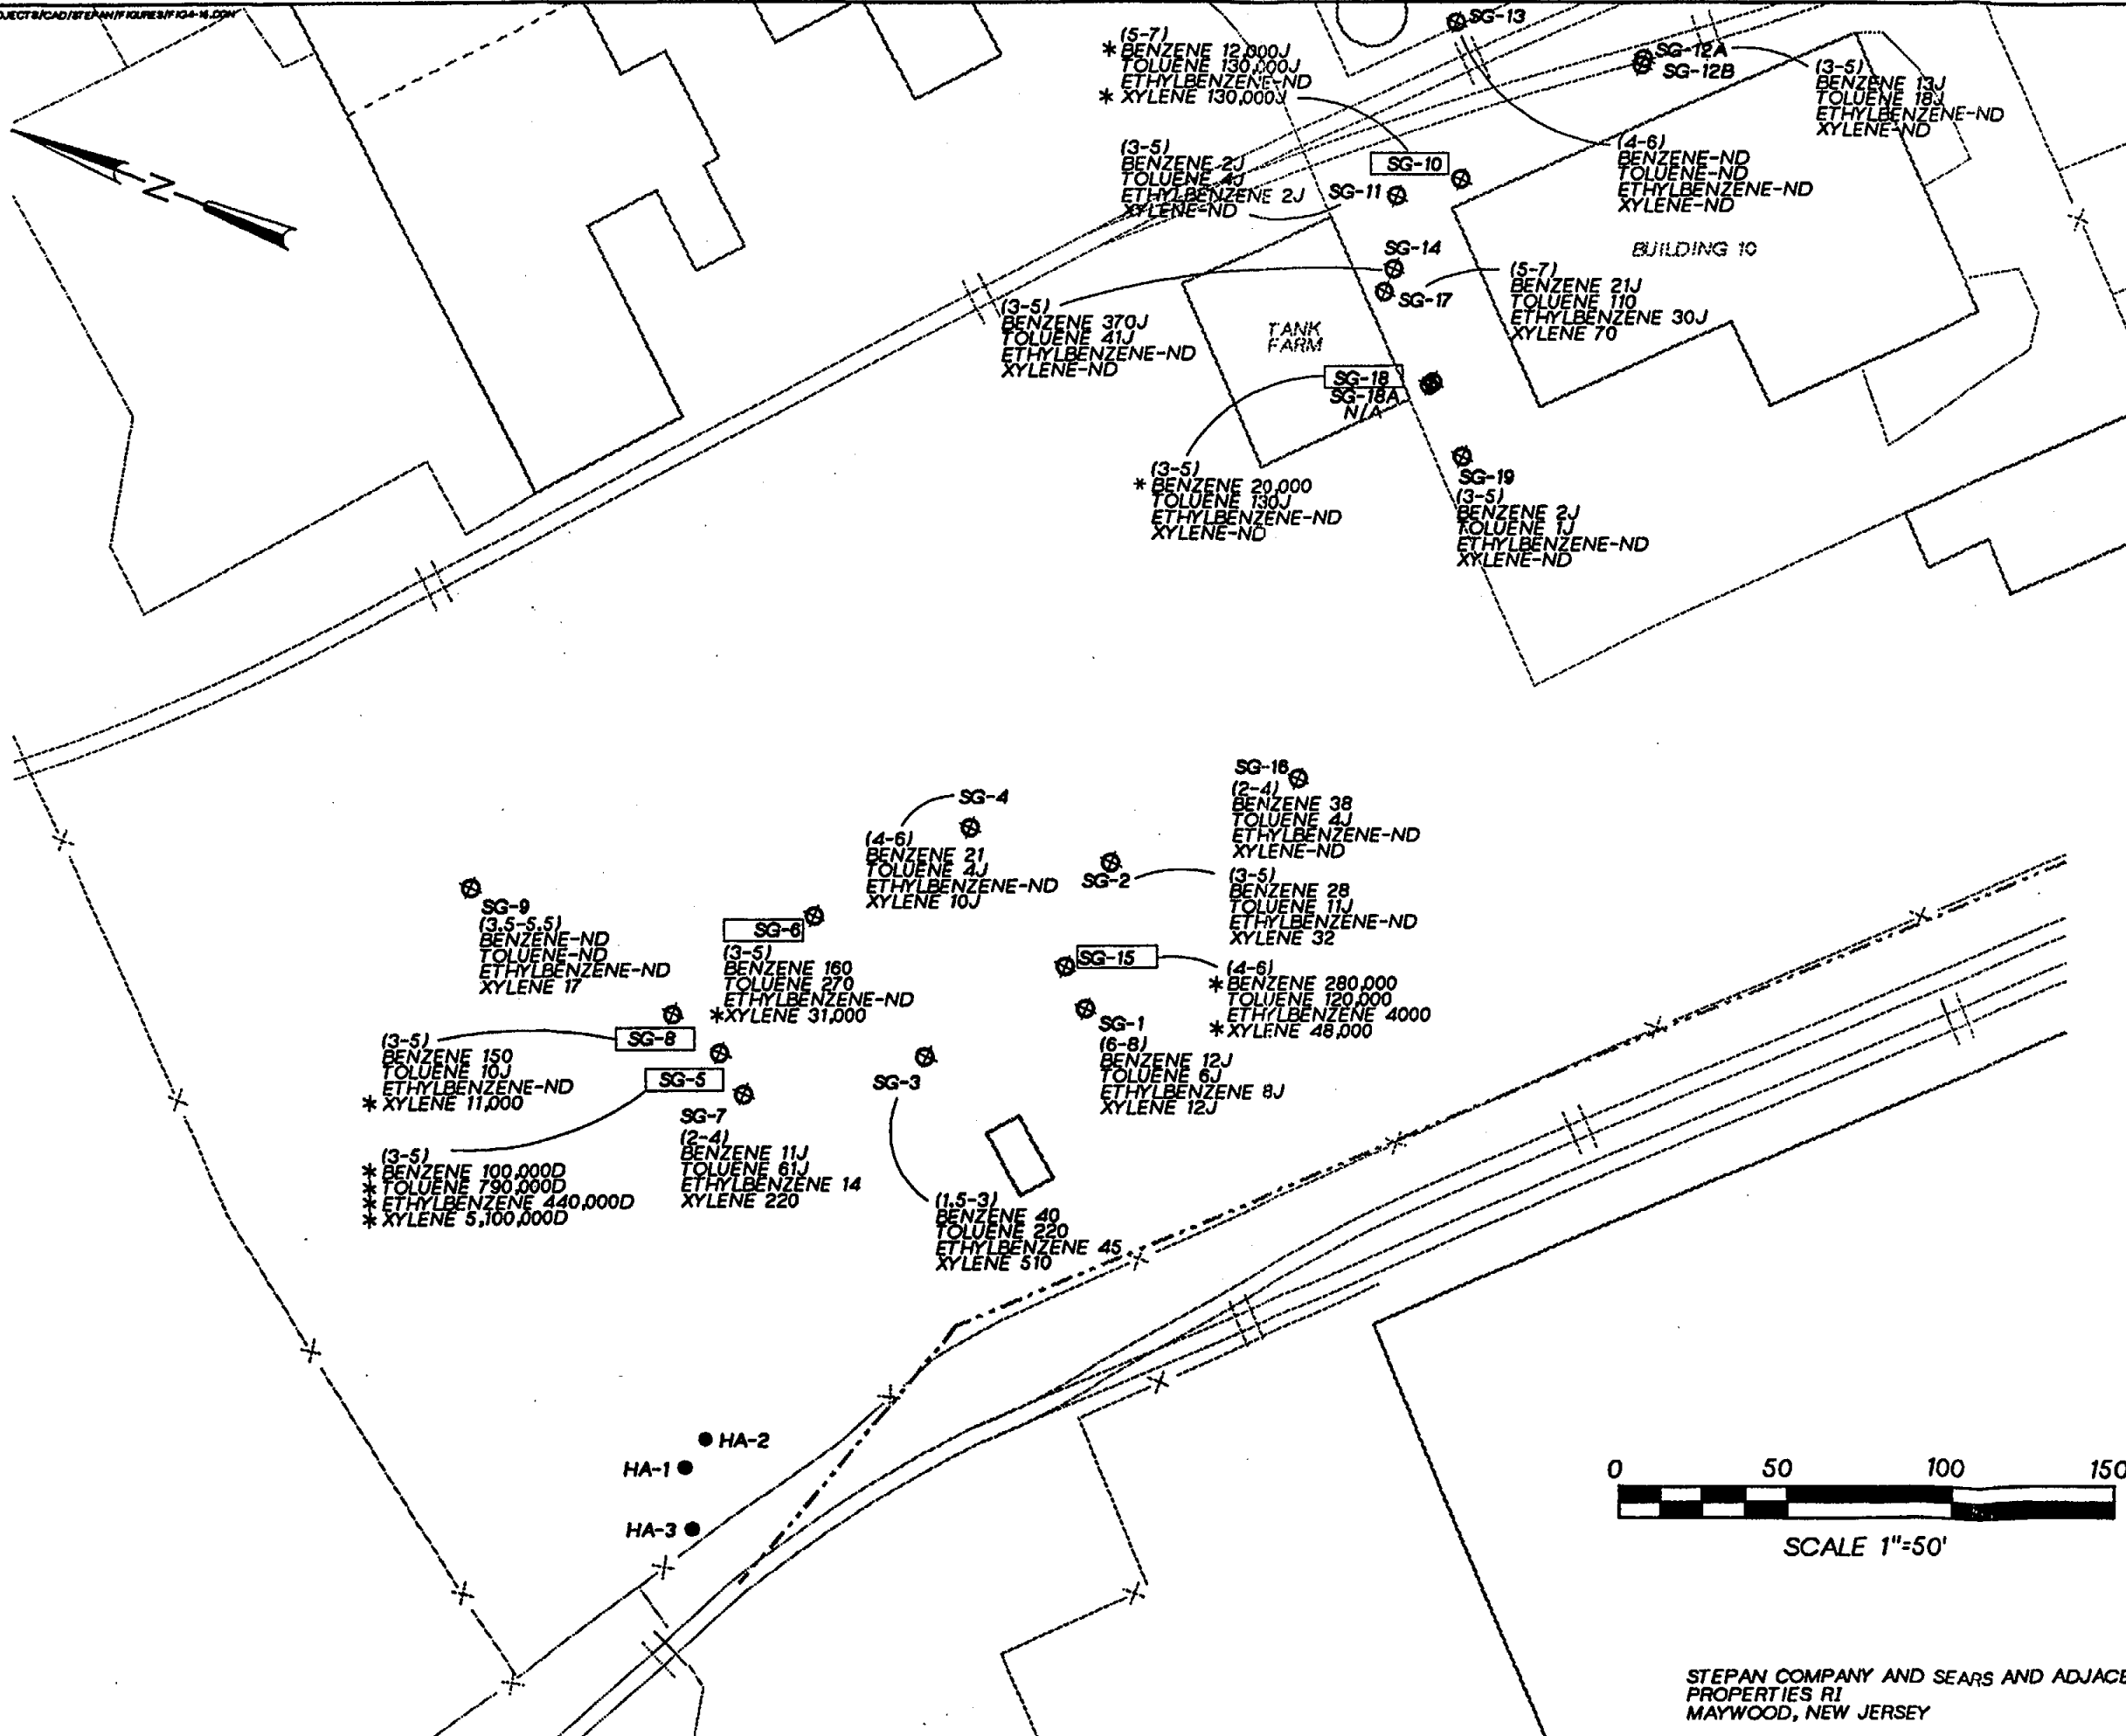 SG-13
(5-7)
* BENZENE 12,000J
TOLUENE 130,000J
ETHYLBENZENE-ND
* XYLENE 130,000J
SG-12A
SG-12B
(3-5)
BENZENE 13J
TOLUENE 18J
ETHYLBENZENE-ND
XYLENE-ND
(3-5)
BENZENE 2J
TOLUENE 4J
ETHYLBENZENE 2J
XYLENE-ND
SG-10
SG-11
(4-6)
BENZENE-ND
TOLUENE-ND
ETHYLBENZENE-ND
XYLENE-ND
N
BUILDING 10
SG-14
SG-17
(5-7)
BENZENE 21J
TOLUENE 110
ETHYLBENZENE 30J
XYLENE 70
(3-5)
BENZENE 370J
TOLUENE 41J
ETHYLBENZENE-ND
XYLENE-ND
TANK
FARM
SG-18
SG-18A
N/A
(3-5)
* BENZENE 20,000
TOLUENE 130J
ETHYLBENZENE-ND
XYLENE-ND
SG-19
(3-5)
BENZENE 2J
TOLUENE 1J
ETHYLBENZENE-ND
XYLENE-ND
SG-16
(2-4)
BENZENE 38
TOLUENE 4J
ETHYLBENZENE-ND
XYLENE-ND
SG-4
(4-6)
BENZENE 21
TOLUENE 4J
ETHYLBENZENE-ND
XYLENE 10J
SG-2
(3-5)
BENZENE 28
TOLUENE 11J
ETHYLBENZENE-ND
XYLENE 32
SG-9
(3.5-5.5)
BENZENE-ND
TOLUENE-ND
ETHYLBENZENE-ND
XYLENE 17
SG-6
(3-5)
BENZENE 160
TOLUENE 270
ETHYLBENZENE-ND
*XYLENE 31,000
SG-15
(4-6)
* BENZENE 280,000
TOLUENE 120,000
ETHYLBENZENE 4000
* XYLENE 48,000
SG-1
(6-8)
BENZENE 12J
TOLUENE 6J
ETHYLBENZENE 8J
XYLENE 12J
SG-8
(3-5)
BENZENE 150
TOLUENE 10J
ETHYLBENZENE-ND
* XYLENE 11,000
SG-5
(3-5)
* BENZENE 100,000D
* TOLUENE 790,000D
* ETHYLBENZENE 440,000D
* XYLENE 5,100,000D
SG-7
(2-4)
BENZENE 11J
TOLUENE 61J
ETHYLBENZENE 14
XYLENE 220
SG-3
(1.5-3)
BENZENE 40
TOLUENE 220
ETHYLBENZENE 45
XYLENE 510
HA-2
HA-1
HA-3
0 50 100 150
SCALE 1"=50'
STEPAN COMPANY AND SEARS AND ADJACE
PROPERTIES RI
MAYWOOD, NEW JERSEY